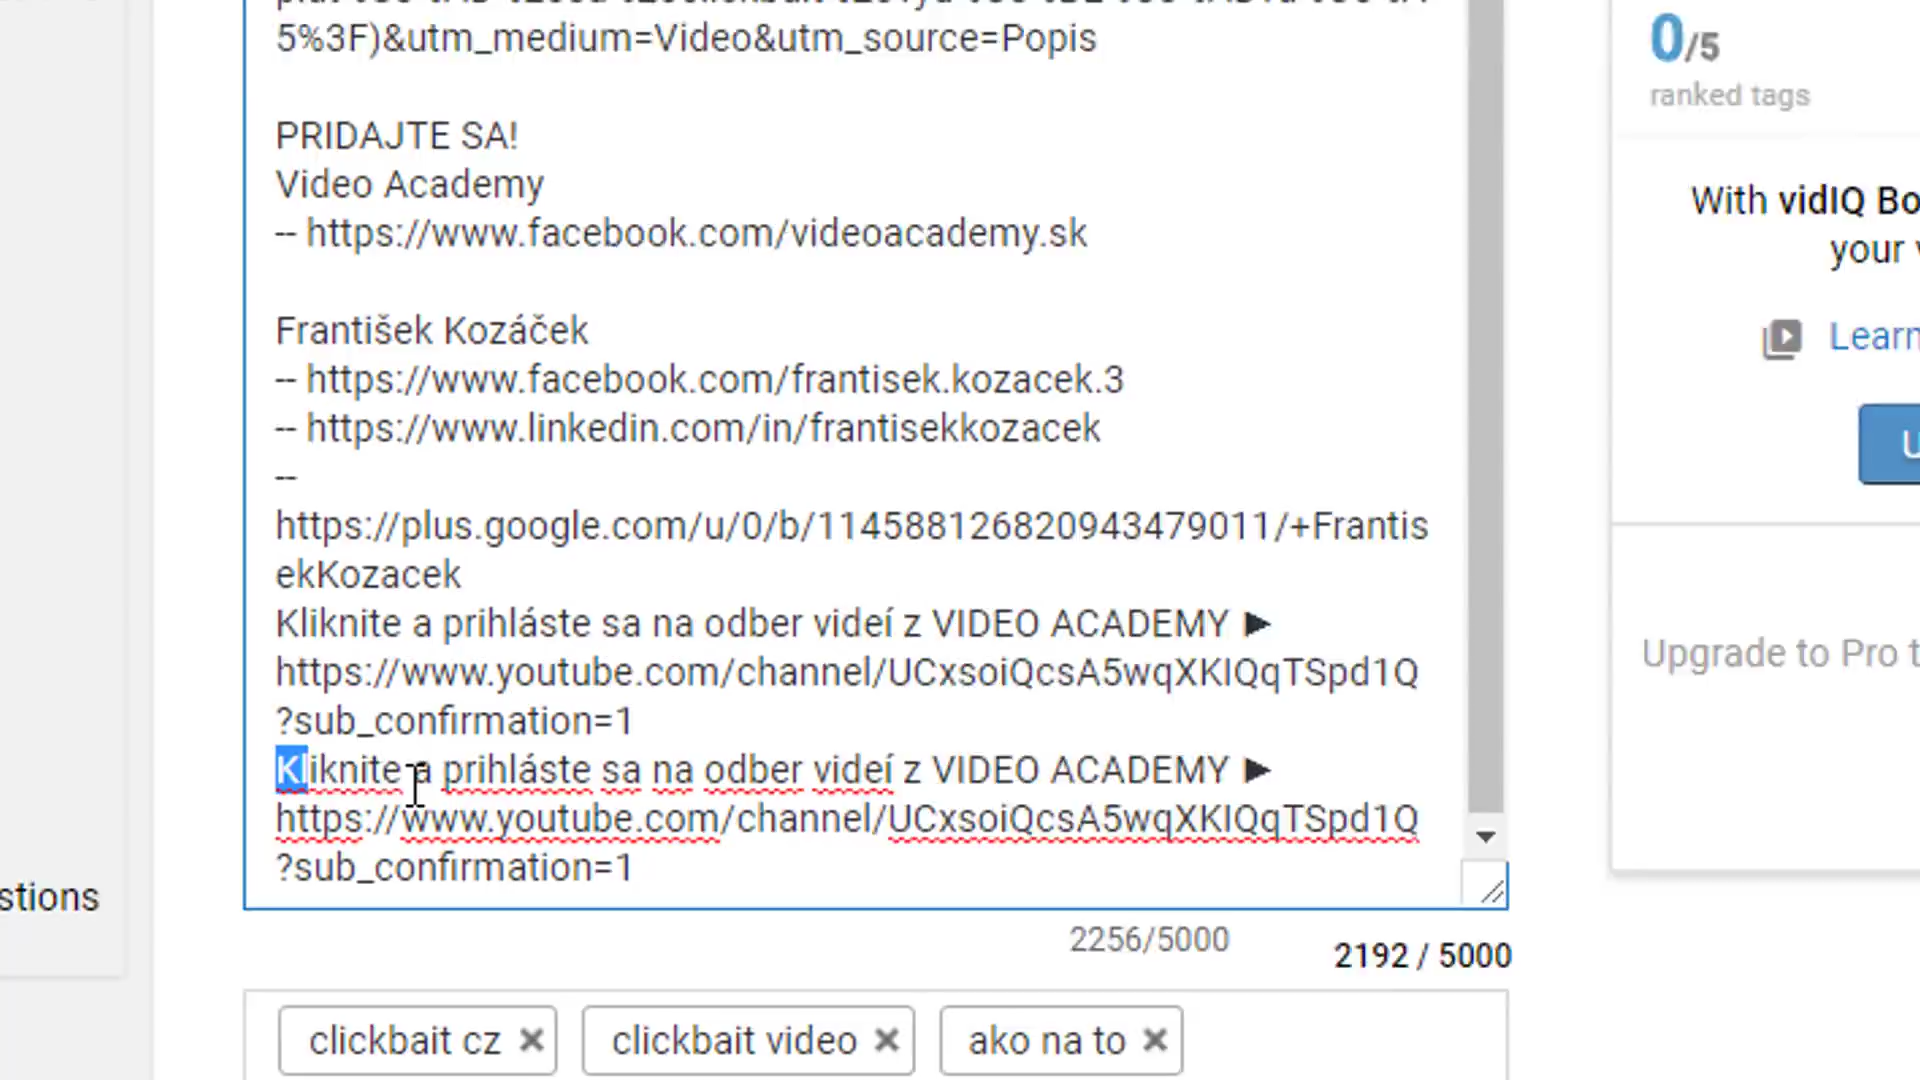 5%3F)&utm_medium=Video&utm_source=Popis
PRIDAJTE SA!
Video Academy
-- https://www.facebook.com/videoacademy.sk
František Kozáček
-- https://www.facebook.com/frantisek.kozacek.3
-- https://www.linkedin.com/in/frantisekkozacek
--
https://plus.google.com/u/0/b/114588126820943479011/+Frantis
ekKozacek
Kliknite a prihláste sa na odber videí z VIDEO ACADEMY ►
https://www.youtube.com/channel/UCxsoiQcsA5wqXKIQqTSpd1Q
?sub_confirmation=1
Kliknite a prihláste sa na odber videí z VIDEO ACADEMY ►
https://www.youtube.com/channel/UCxsoiQcsA5wqXKIQqTSpd1Q
?sub_confirmation=1
2256/5000
2192 / 5000
clickbait cz ×
clickbait video ×
ako na to ×
stions
0/5
ranked tags
With vidIQ Bo
your
Learn
U
Upgrade to Pro t